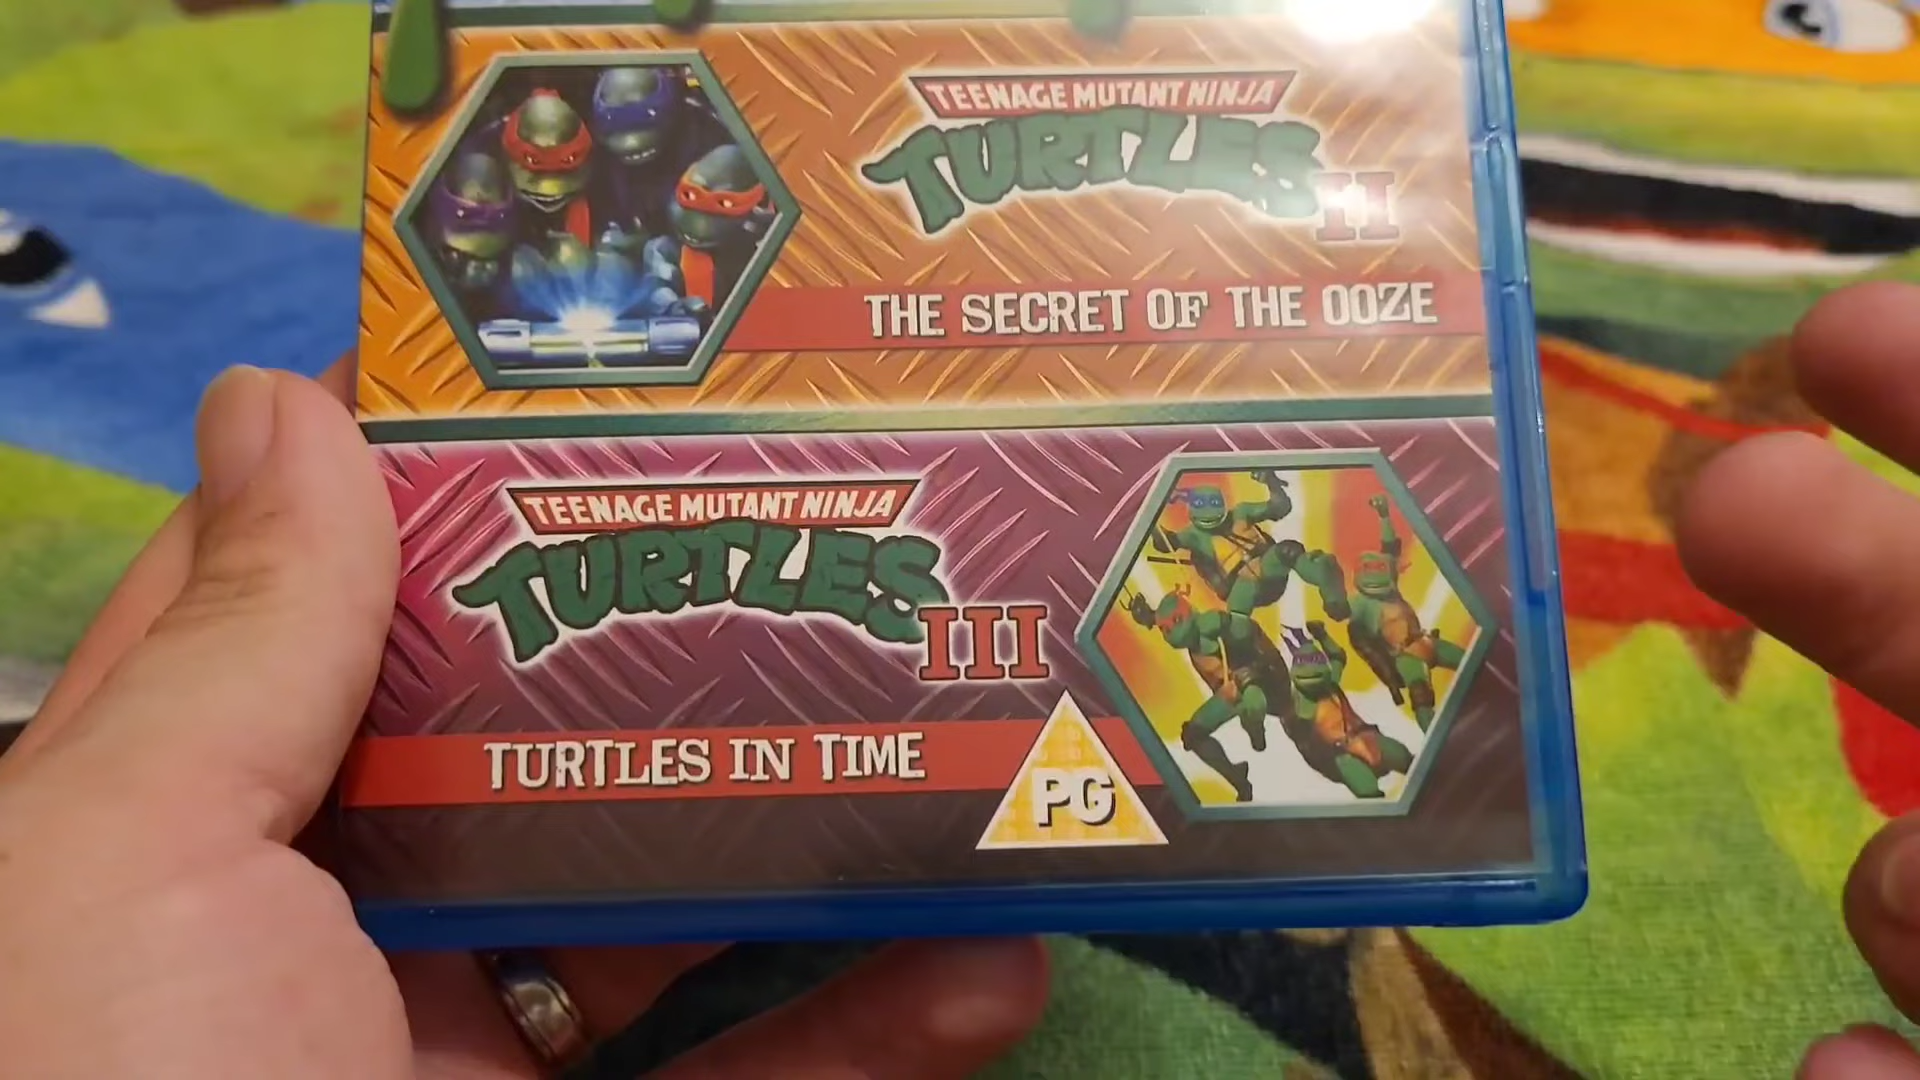 TEENAGE MUTANT NINJA
TURTLES
II
THE SECRET OF THE OOZE
TEENAGE MUTANT NINJA
TURTLES
III
TURTLES IN TIME
PG